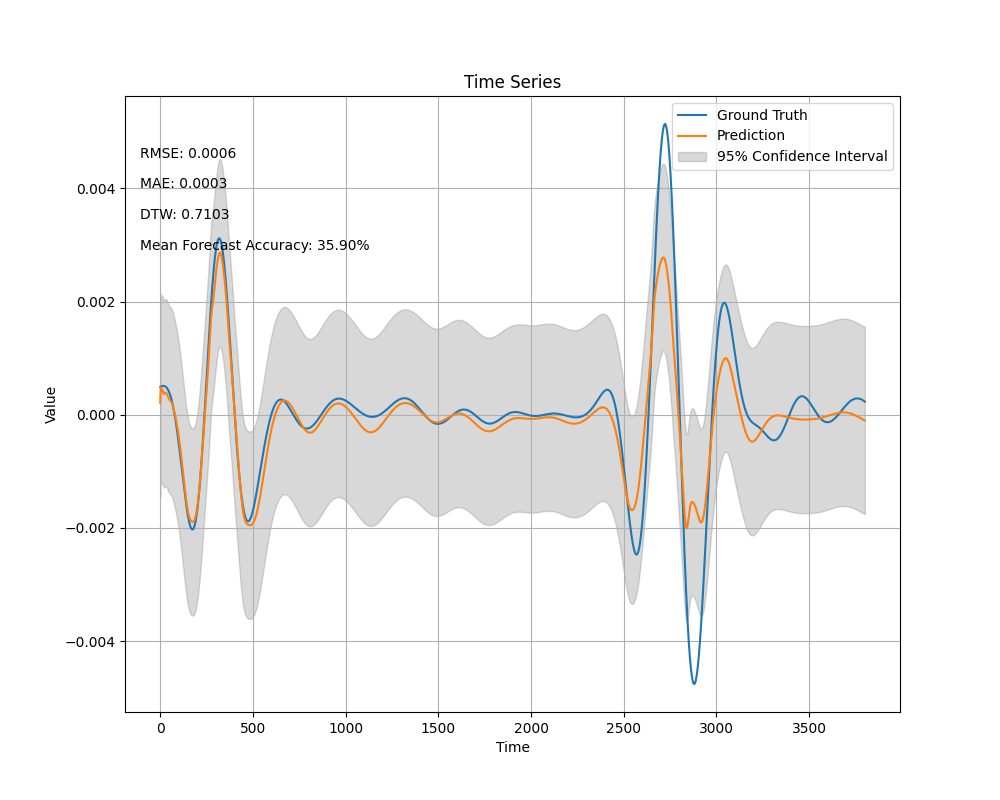 Time Series
Ground Truth
Prediction
95% Confidence Interval
RMSE: 0.0006
MAE: 0.0003
DTW: 0.7103
Mean Forecast Accuracy: 35.90%
Value
0.004
0.002
0.000
−0.002
−0.004
0 500 1000 1500 2000 2500 3000 3500
Time